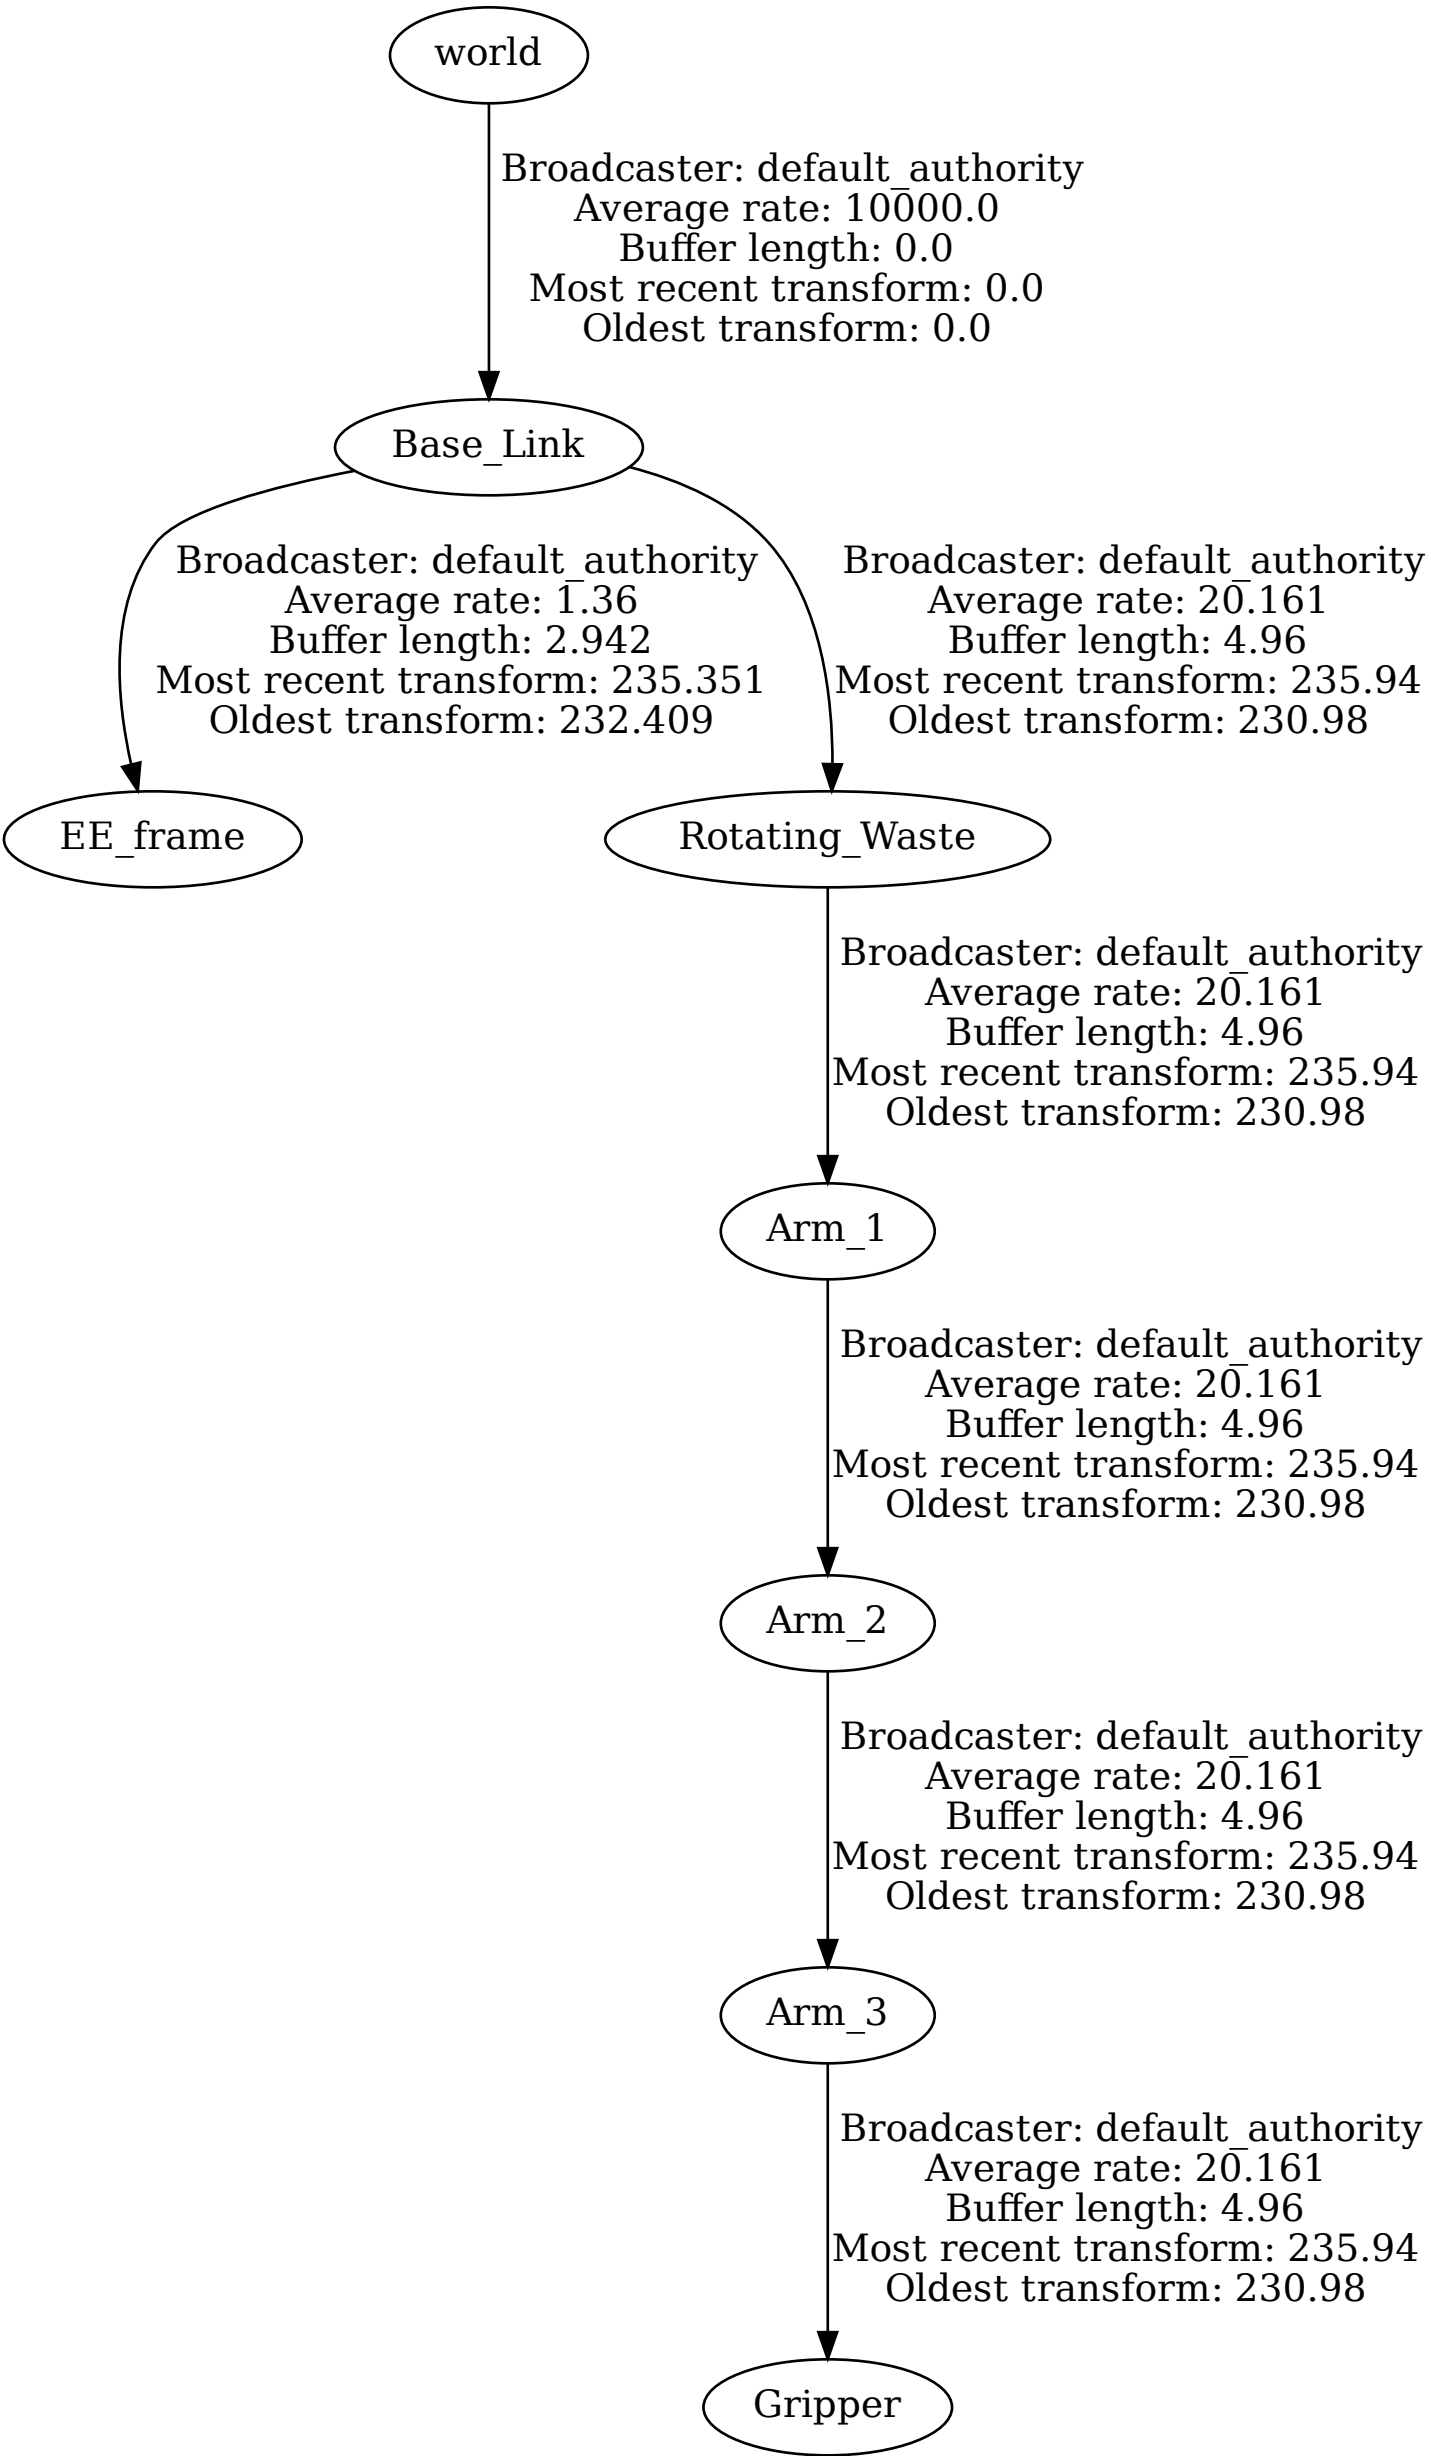 world
Broadcaster: default_authority
Average rate: 10000.0
Buffer length: 0.0
Most recent transform: 0.0
Oldest transform: 0.0
Base_Link
Broadcaster: default_authority
Average rate: 1.36
Buffer length: 2.942
Most recent transform: 235.351
Oldest transform: 232.409
Broadcaster: default_authority
Average rate: 20.161
Buffer length: 4.96
Most recent transform: 235.94
Oldest transform: 230.98
EE_frame
Rotating_Waste
Broadcaster: default_authority
Average rate: 20.161
Buffer length: 4.96
Most recent transform: 235.94
Oldest transform: 230.98
Arm_1
Broadcaster: default_authority
Average rate: 20.161
Buffer length: 4.96
Most recent transform: 235.94
Oldest transform: 230.98
Arm_2
Broadcaster: default_authority
Average rate: 20.161
Buffer length: 4.96
Most recent transform: 235.94
Oldest transform: 230.98
Arm_3
Broadcaster: default_authority
Average rate: 20.161
Buffer length: 4.96
Most recent transform: 235.94
Oldest transform: 230.98
Gripper